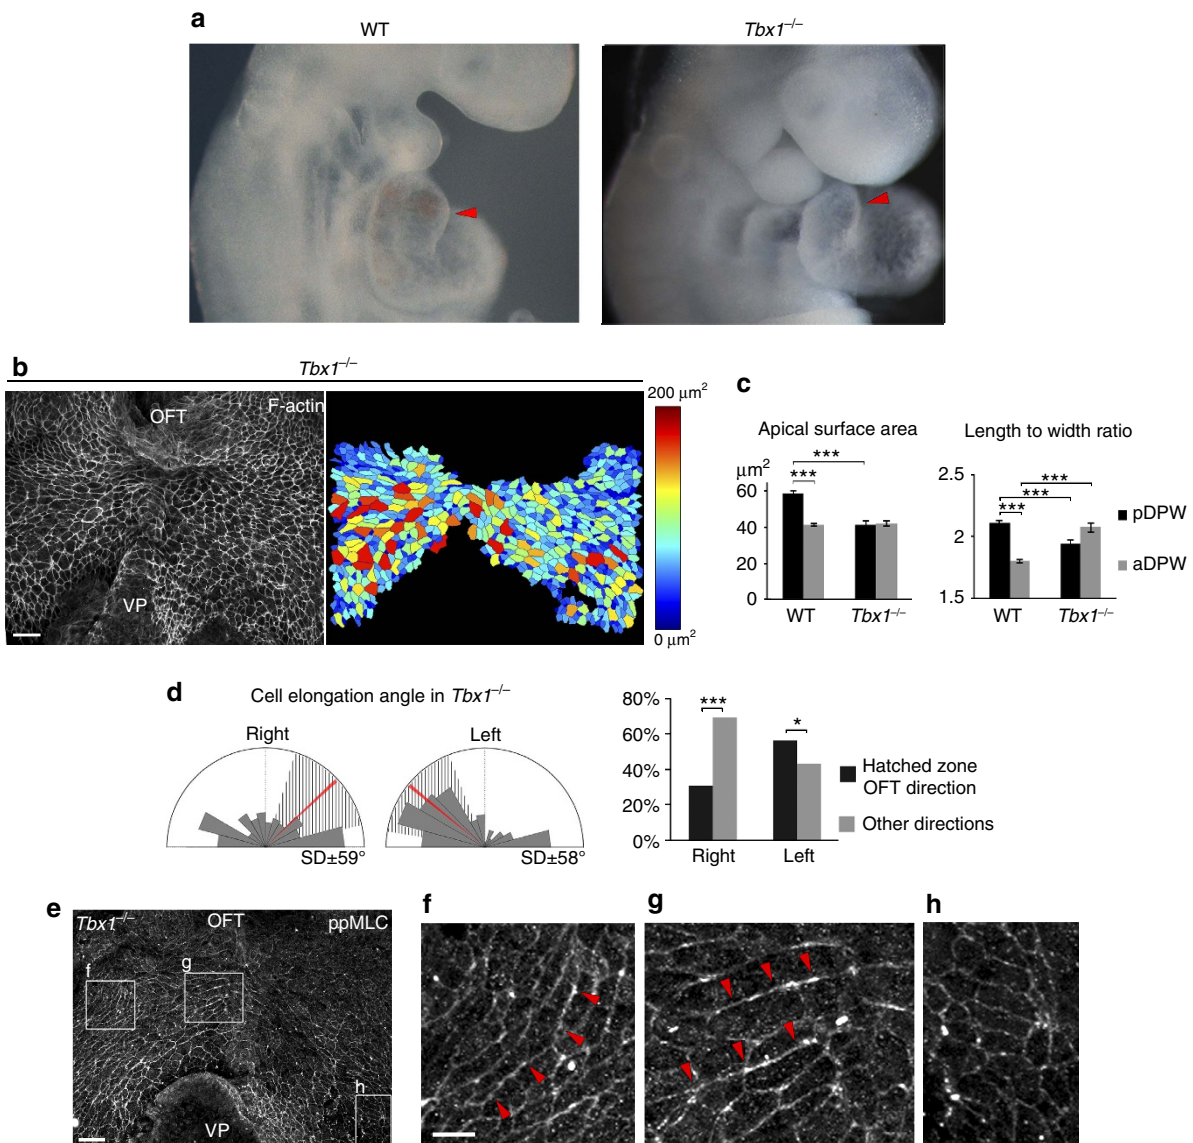 a
WT
Tbx1–/–
b
Tbx1–/–
OFT
F-actin
VP
200 µm2
0 µm2
c
Apical surface area
µm2
60
40
20
0
***
***
WT
Tbx1–/–
Length to width ratio
2.5
2
1.5
***
***
***
WT
Tbx1–/–
pDPW
aDPW
d
Cell elongation angle in Tbx1–/–
Right
Left
SD±59°
SD±58°
80%
60%
40%
20%
0%
***
*
Right
Left
Hatched zone
OFT direction
Other directions
e
Tbx1–/–
OFT
ppMLC
f
g
h
VP
f
g
h